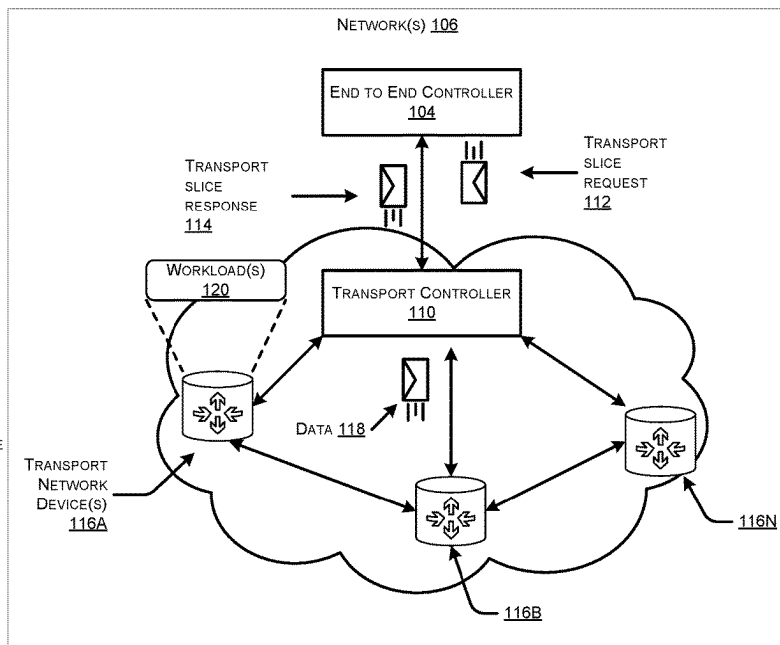 NETWORK(S) 106
END TO END CONTROLLER
104
TRANSPORT
SLICE
RESPONSE
114
TRANSPORT
SLICE
REQUEST
112
WORKLOAD(S)
120
TRANSPORT CONTROLLER
110
DATA 118
E
TRANSPORT
NETWORK
DEVICE(S)
116A
116N
116B